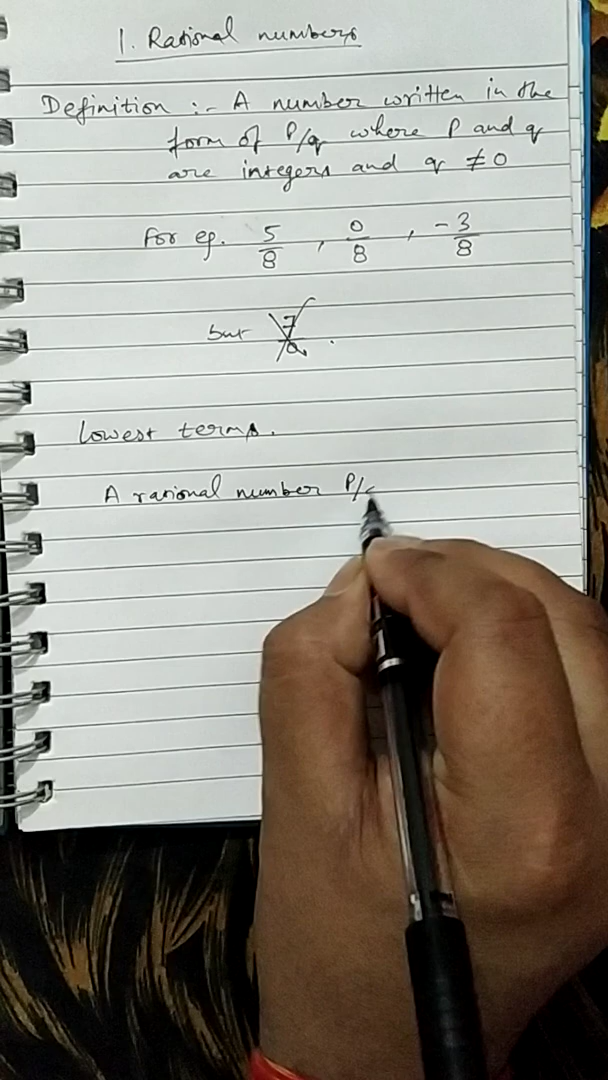 1. Rational numbers
Definition :- A number written in the
form of P/q where P and q
are integers and q ≠ 0
For eg. 5/8 , 0/8 , -3/8
but 7/0 .
Lowest terms.
A rational number P/